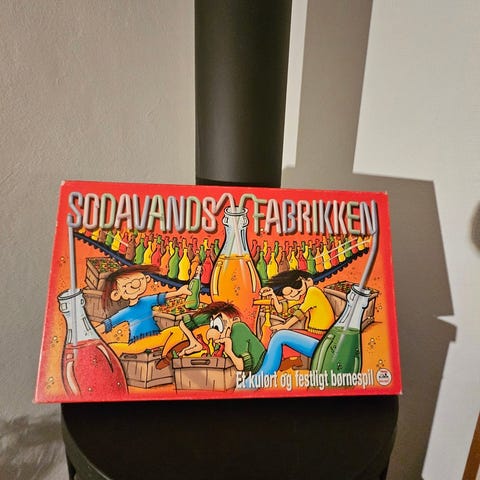 SODAVANDS FABRIKKEN
Et kulørt og festligt børnespil